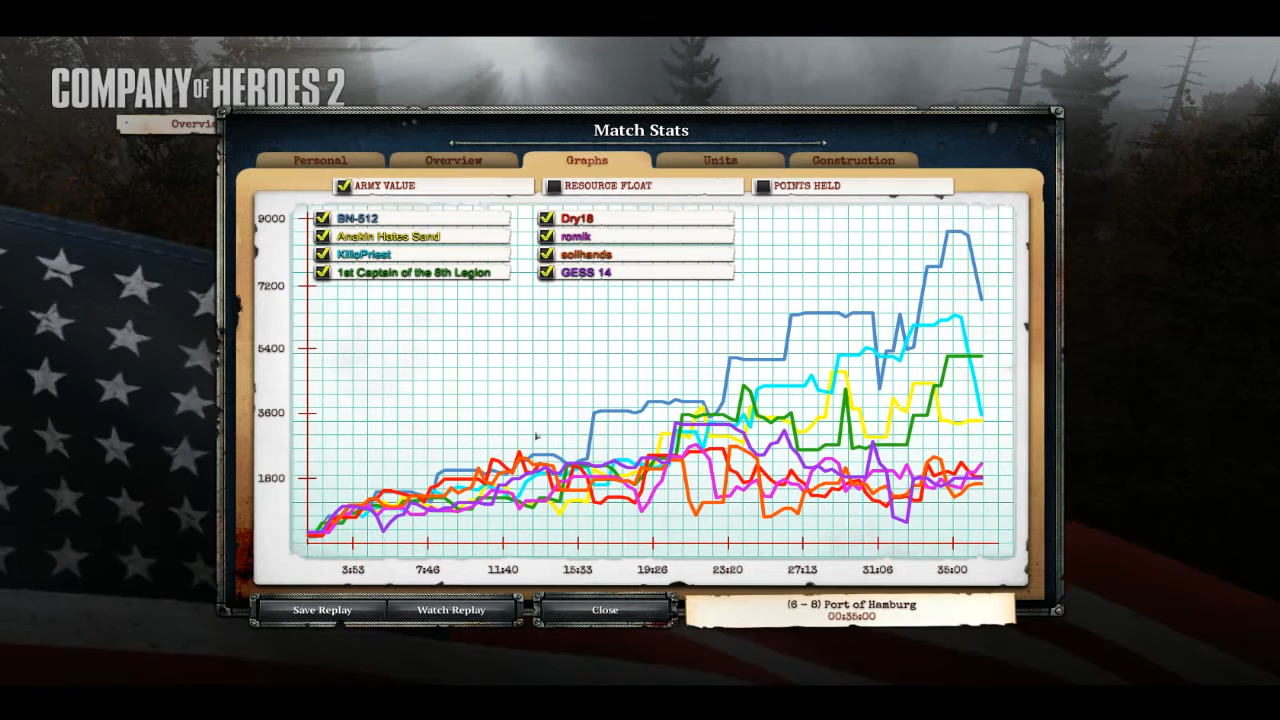 COMPANY OF HEROES 2
Match Stats
Personal Overview Graphs Units Construction
ARMY VALUE RESOURCE FLOAT POINTS HELD
9000
BN-512 Dry18
Anakin Hates Sand romik
KilloPriest soilhands
1st Captain of the 8th Legion GESS 14
7200
5400
3600
1800
3:53 7:46 11:40 15:33 19:26 23:20 27:13 31:06 35:00
Save Replay Watch Replay Close (6 - 8) Port of Hamburg
00:35:00